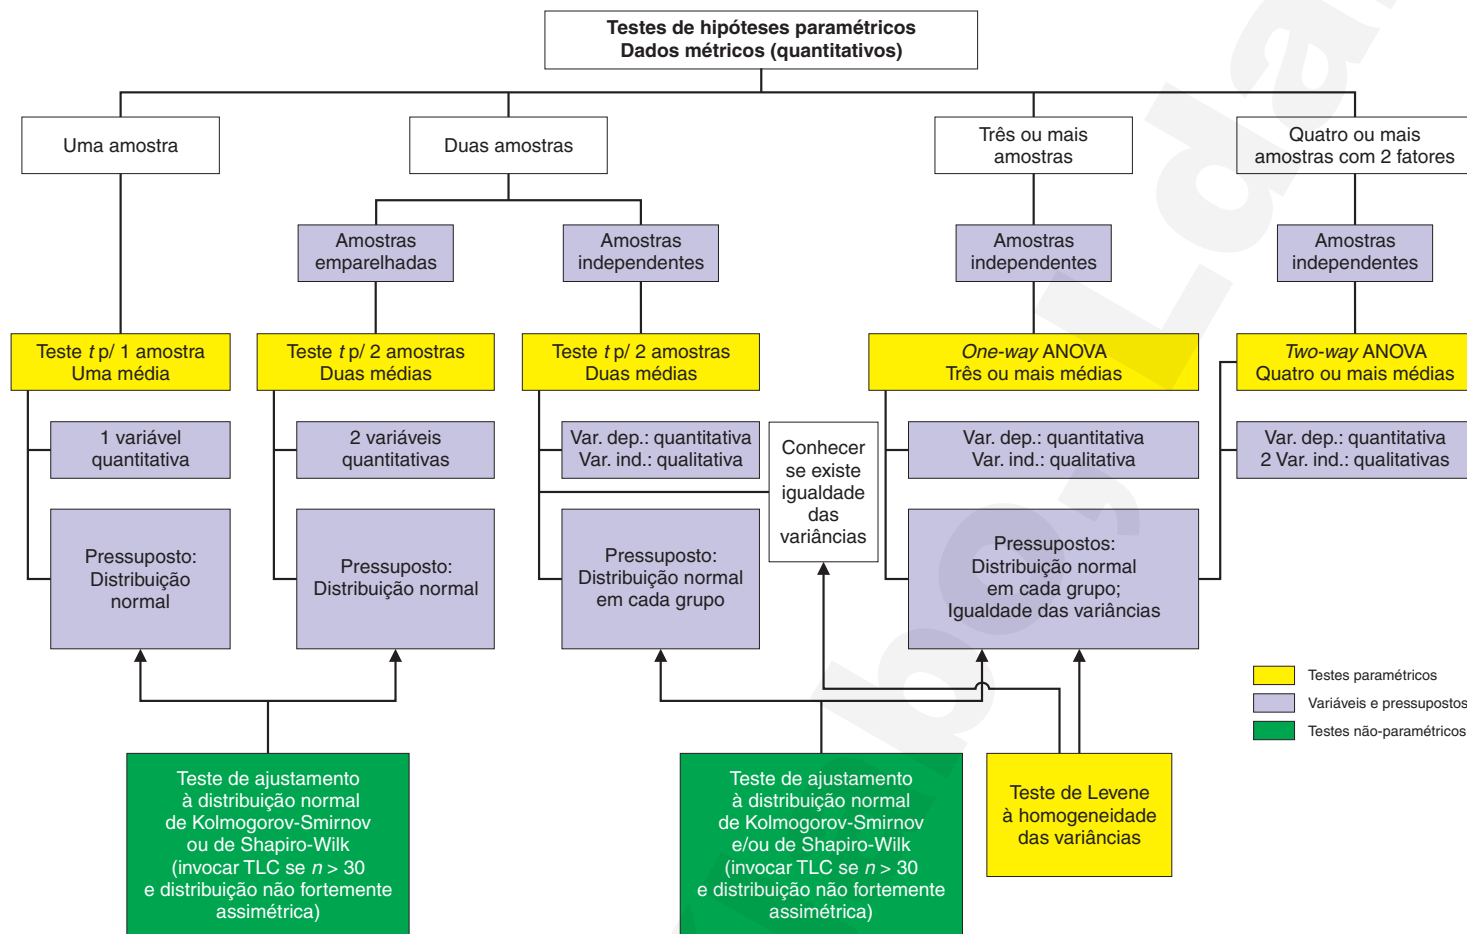 Testes de hipóteses paramétricos
Dados métricos (quantitativos)
Uma amostra
Duas amostras
Três ou mais
amostras
Quatro ou mais
amostras com 2 fatores
Amostras
emparelhadas
Amostras
independentes
Amostras
independentes
Amostras
independentes
Teste t p/ 1 amostra
Uma média
Teste t p/ 2 amostras
Duas médias
Teste t p/ 2 amostras
Duas médias
One-way ANOVA
Três ou mais médias
Two-way ANOVA
Quatro ou mais médias
1 variável
quantitativa
2 variáveis
quantitativas
Var. dep.: quantitativa
Var. ind.: qualitativa
Conhecer
se existe
igualdade
das
variâncias
Var. dep.: quantitativa
Var. ind.: qualitativa
Var. dep.: quantitativa
2 Var. ind.: qualitativas
Pressuposto:
Distribuição
normal
Pressuposto:
Distribuição normal
Pressuposto:
Distribuição normal
em cada grupo
Pressupostos:
Distribuição normal
em cada grupo;
Igualdade das variâncias
Testes paramétricos
Variáveis e pressupostos
Testes não-paramétricos
Teste de ajustamento
à distribuição normal
de Kolmogorov-Smirnov
ou de Shapiro-Wilk
(invocar TLC se n > 30
e distribuição não fortemente
assimétrica)
Teste de ajustamento
à distribuição normal
de Kolmogorov-Smirnov
e/ou de Shapiro-Wilk
(invocar TLC se n > 30
e distribuição não fortemente
assimétrica)
Teste de Levene
à homogeneidade
das variâncias